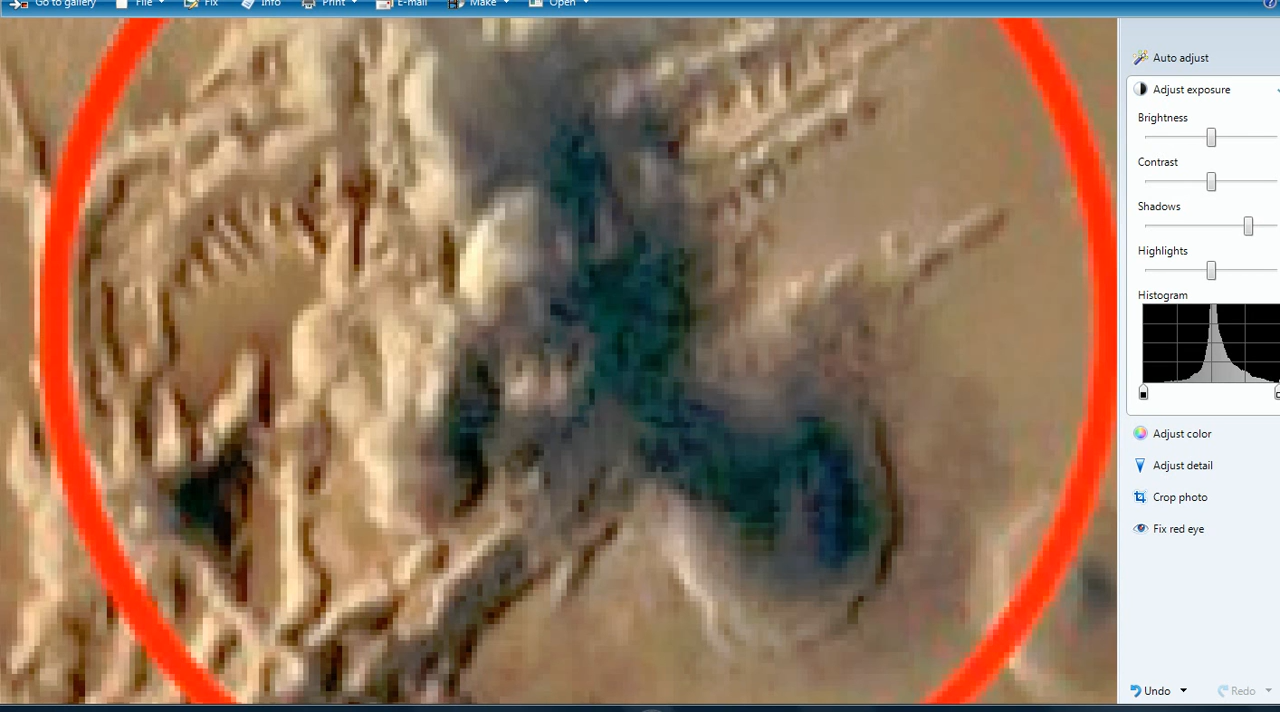 Go to gallery File Fix Info Print E-mail Make Open
Auto adjust
Adjust exposure
Brightness
Contrast
Shadows
Highlights
Histogram
Adjust color
Adjust detail
Crop photo
Fix red eye
Undo Redo